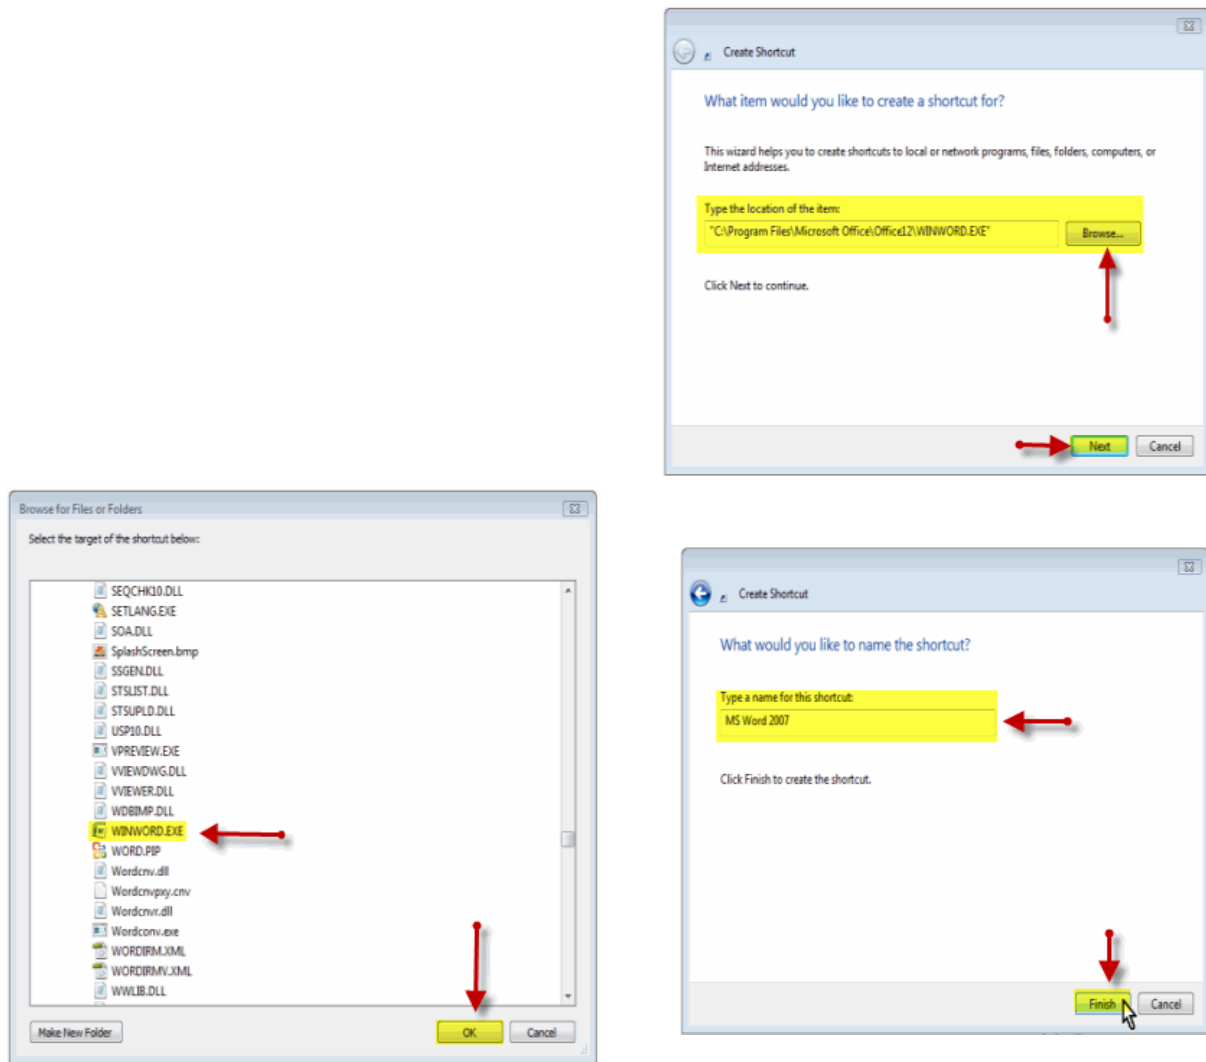 Create Shortcut
What item would you like to create a shortcut for?
This wizard helps you to create shortcuts to local or network programs, files, folders, computers, or
Internet addresses.
Type the location of the item:
"C:\Program Files\Microsoft Office\Office12\WINWORD.EXE"
Browse...
Click Next to continue.
Next
Cancel
Browse for Files or Folders
Select the target of the shortcut below:
SEQCHK10.DLL
SETLANG.EXE
SOA.DLL
SplashScreen.bmp
SSGEN.DLL
STSLIST.DLL
STSUPLD.DLL
USP10.DLL
VPREVIEW.EXE
VVIEWDWG.DLL
VVIEWER.DLL
WDBIMP.DLL
WINWORD.EXE
WORD.PIP
Wordcnv.dll
Wordcnvpxy.cnv
Wordcnvr.dll
Wordconv.exe
WORDIRM.XML
WORDIRMV.XML
WWLIB.DLL
Make New Folder
OK
Cancel
Create Shortcut
What would you like to name the shortcut?
Type a name for this shortcut:
MS Word 2007
Click Finish to create the shortcut.
Finish
Cancel